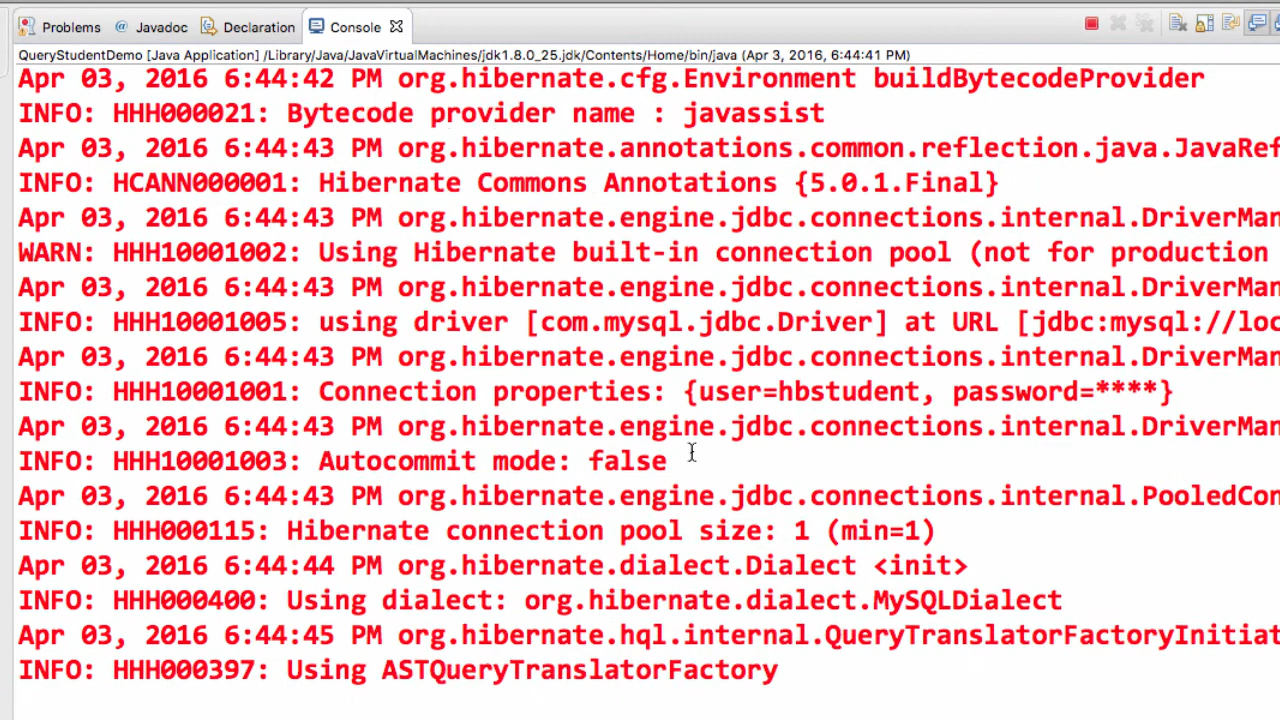 Problems @ Javadoc Declaration Console
QueryStudentDemo [Java Application] /Library/Java/JavaVirtualMachines/jdk1.8.0_25.jdk/Contents/Home/bin/java (Apr 3, 2016, 6:44:41 PM)
Apr 03, 2016 6:44:42 PM org.hibernate.cfg.Environment buildBytecodeProvider
INFO: HHH000021: Bytecode provider name : javassist
Apr 03, 2016 6:44:43 PM org.hibernate.annotations.common.reflection.java.JavaRef
INFO: HCANN000001: Hibernate Commons Annotations {5.0.1.Final}
Apr 03, 2016 6:44:43 PM org.hibernate.engine.jdbc.connections.internal.DriverMan
WARN: HHH10001002: Using Hibernate built-in connection pool (not for production
Apr 03, 2016 6:44:43 PM org.hibernate.engine.jdbc.connections.internal.DriverMan
INFO: HHH10001005: using driver [com.mysql.jdbc.Driver] at URL [jdbc:mysql://loc
Apr 03, 2016 6:44:43 PM org.hibernate.engine.jdbc.connections.internal.DriverMan
INFO: HHH10001001: Connection properties: {user=hbstudent, password=****}
Apr 03, 2016 6:44:43 PM org.hibernate.engine.jdbc.connections.internal.DriverMan
INFO: HHH10001003: Autocommit mode: false
Apr 03, 2016 6:44:43 PM org.hibernate.engine.jdbc.connections.internal.PooledCon
INFO: HHH000115: Hibernate connection pool size: 1 (min=1)
Apr 03, 2016 6:44:44 PM org.hibernate.dialect.Dialect <init>
INFO: HHH000400: Using dialect: org.hibernate.dialect.MySQLDialect
Apr 03, 2016 6:44:45 PM org.hibernate.hql.internal.QueryTranslatorFactoryInitiat
INFO: HHH000397: Using ASTQueryTranslatorFactory